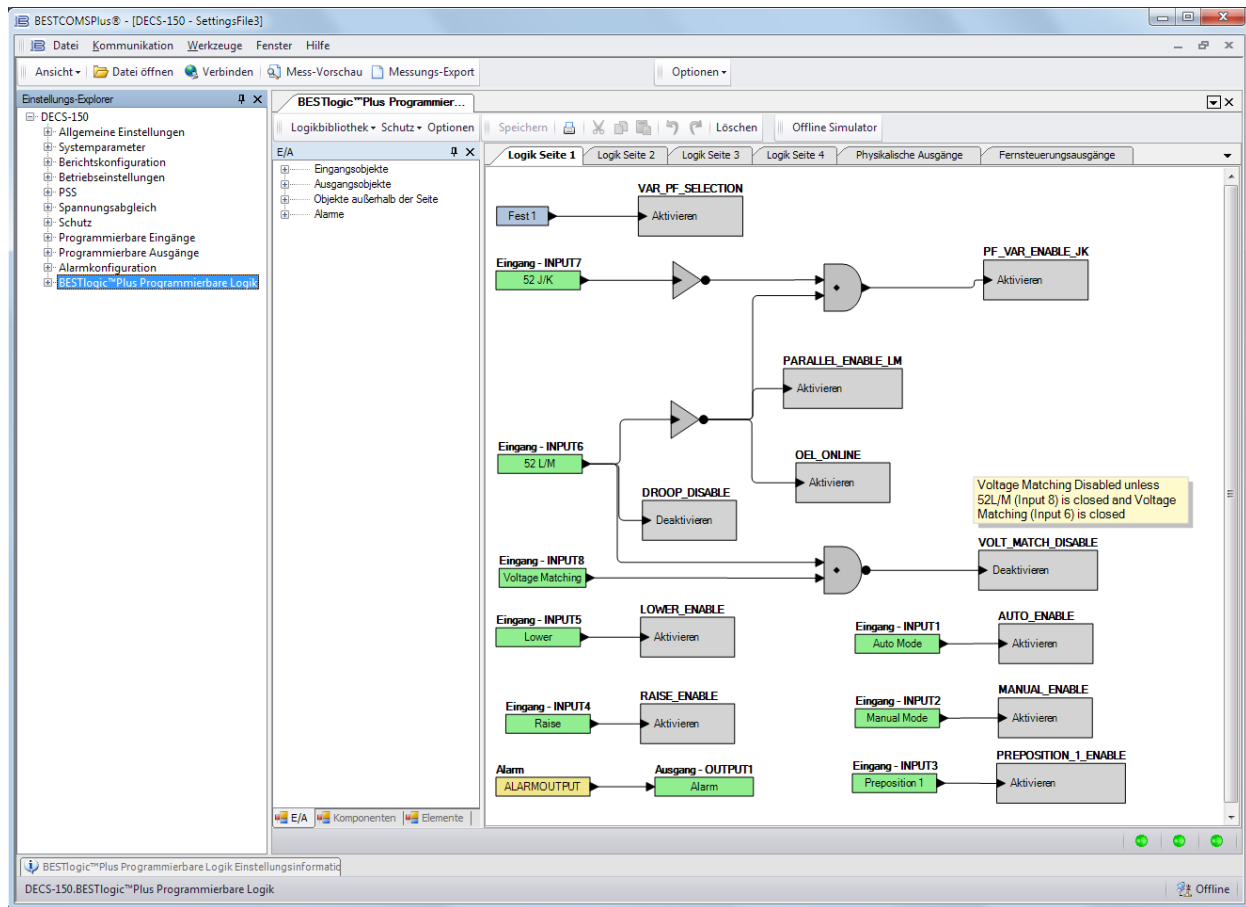 BESTCOMSPlus® - [DECS-150 - SettingsFile3]
Datei Kommunikation Werkzeuge Fenster Hilfe
Ansicht Datei öffnen Verbinden Mess-Vorschau Messungs-Export Optionen
Einstellungs-Explorer
DECS-150
Allgemeine Einstellungen
Systemparameter
Berichtskonfiguration
Betriebseinstellungen
PSS
Spannungsabgleich
Schutz
Programmierbare Eingänge
Programmierbare Ausgänge
Alarmkonfiguration
BESTlogic™Plus Programmierbare Logik
BESTlogic™Plus Programmier...
Logikbibliothek Schutz Optionen Speichern Löschen Offline Simulator
E/A
Eingangsobjekte
Ausgangsobjekte
Objekte außerhalb der Seite
Alarme
Logik Seite 1 Logik Seite 2 Logik Seite 3 Logik Seite 4 Physikalische Ausgänge Fernsteuerungsausgänge
VAR_PF_SELECTION
Fest 1 Aktivieren
Eingang - INPUT7
52 J/K
PF_VAR_ENABLE_JK
Aktivieren
PARALLEL_ENABLE_LM
Aktivieren
Eingang - INPUT6
52 L/M
OEL_ONLINE
Aktivieren
DROOP_DISABLE
Deaktivieren
Voltage Matching Disabled unless
52L/M (Input 8) is closed and Voltage
Matching (Input 6) is closed
Eingang - INPUT8
Voltage Matching
VOLT_MATCH_DISABLE
Deaktivieren
Eingang - INPUT5
Lower
LOWER_ENABLE
Aktivieren
Eingang - INPUT1
Auto Mode
AUTO_ENABLE
Aktivieren
Eingang - INPUT4
Raise
RAISE_ENABLE
Aktivieren
Eingang - INPUT2
Manual Mode
MANUAL_ENABLE
Aktivieren
Alarm
ALARMOUTPUT
Ausgang - OUTPUT1
Alarm
Eingang - INPUT3
Preposition 1
PREPOSITION_1_ENABLE
Aktivieren
E/A Komponenten Elemente
BESTlogic™Plus Programmierbare Logik Einstellungsinformatio
DECS-150.BESTlogic™Plus Programmierbare Logik
Offline